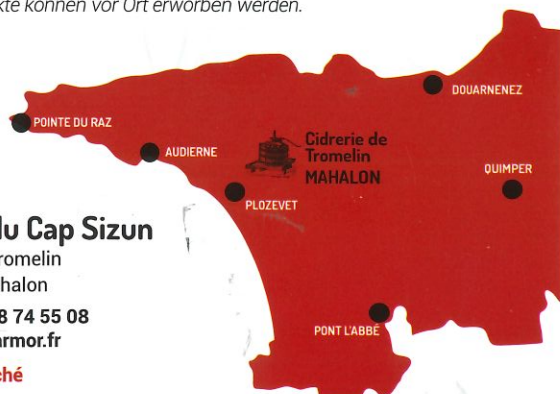 kte können vor Ort erworben werden.
DOUARNENEZ
POINTE DU RAZ
Cidrerie de
Tromelin
MAHALON
AUDIERNE
QUIMPER
PLOZEVET
du Cap Sizun
romelin
halon
8 74 55 08
armor.fr
PONT L'ABBÉ
ché